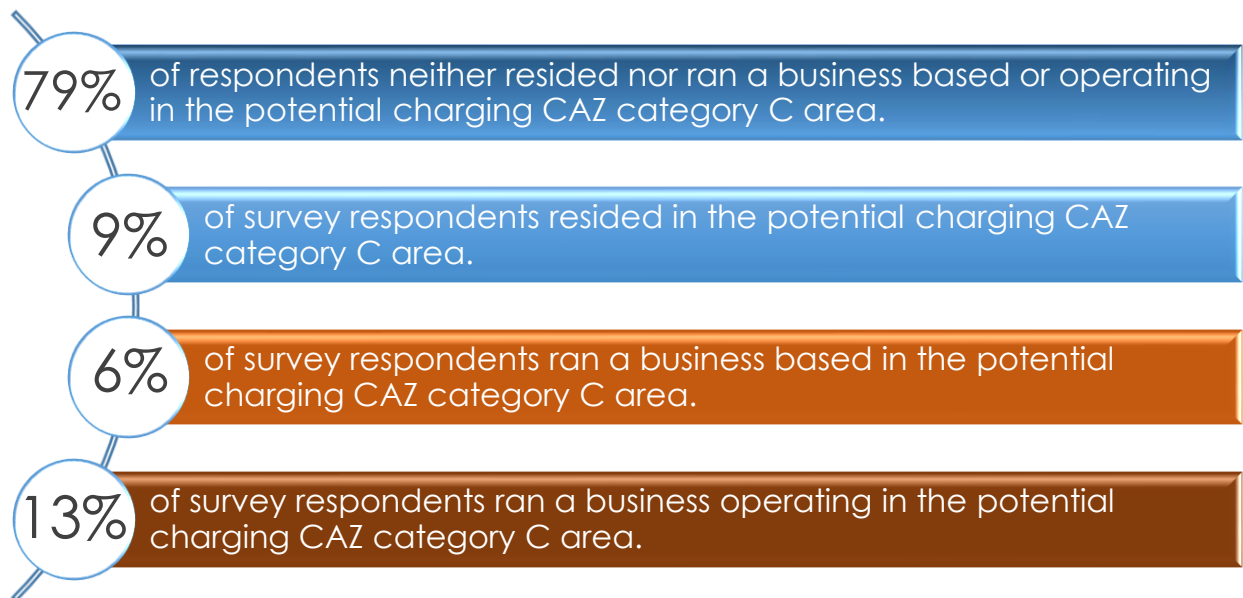 79%
of respondents neither resided nor ran a business based or operating
in the potential charging CAZ category C area.
9%
of survey respondents resided in the potential charging CAZ
category C area.
6%
of survey respondents ran a business based in the potential
charging CAZ category C area.
13%
of survey respondents ran a business operating in the potential
charging CAZ category C area.